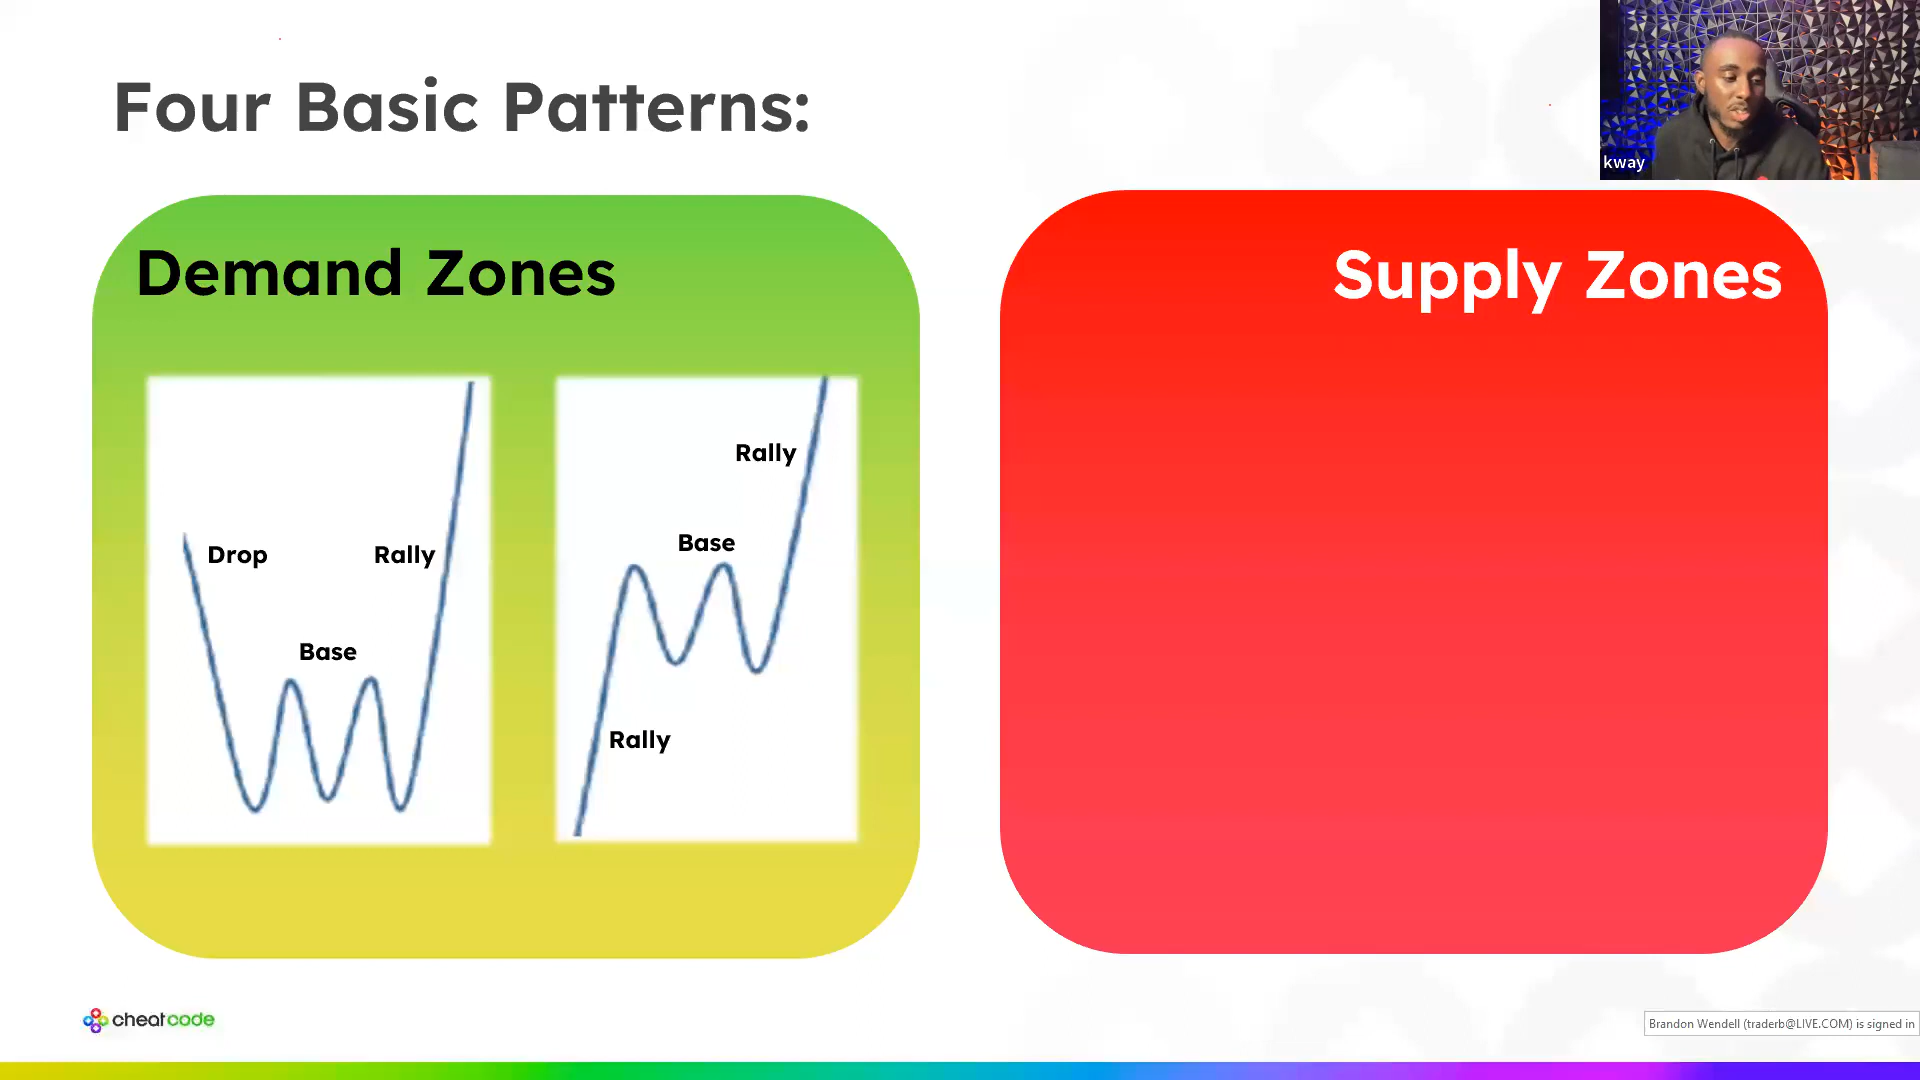 Four Basic Patterns:
kway
Demand Zones
Drop
Rally
Base
Rally
Base
Rally
Supply Zones
cheatcode
Brandon Wendell (traderb@LIVE.COM) is signed in